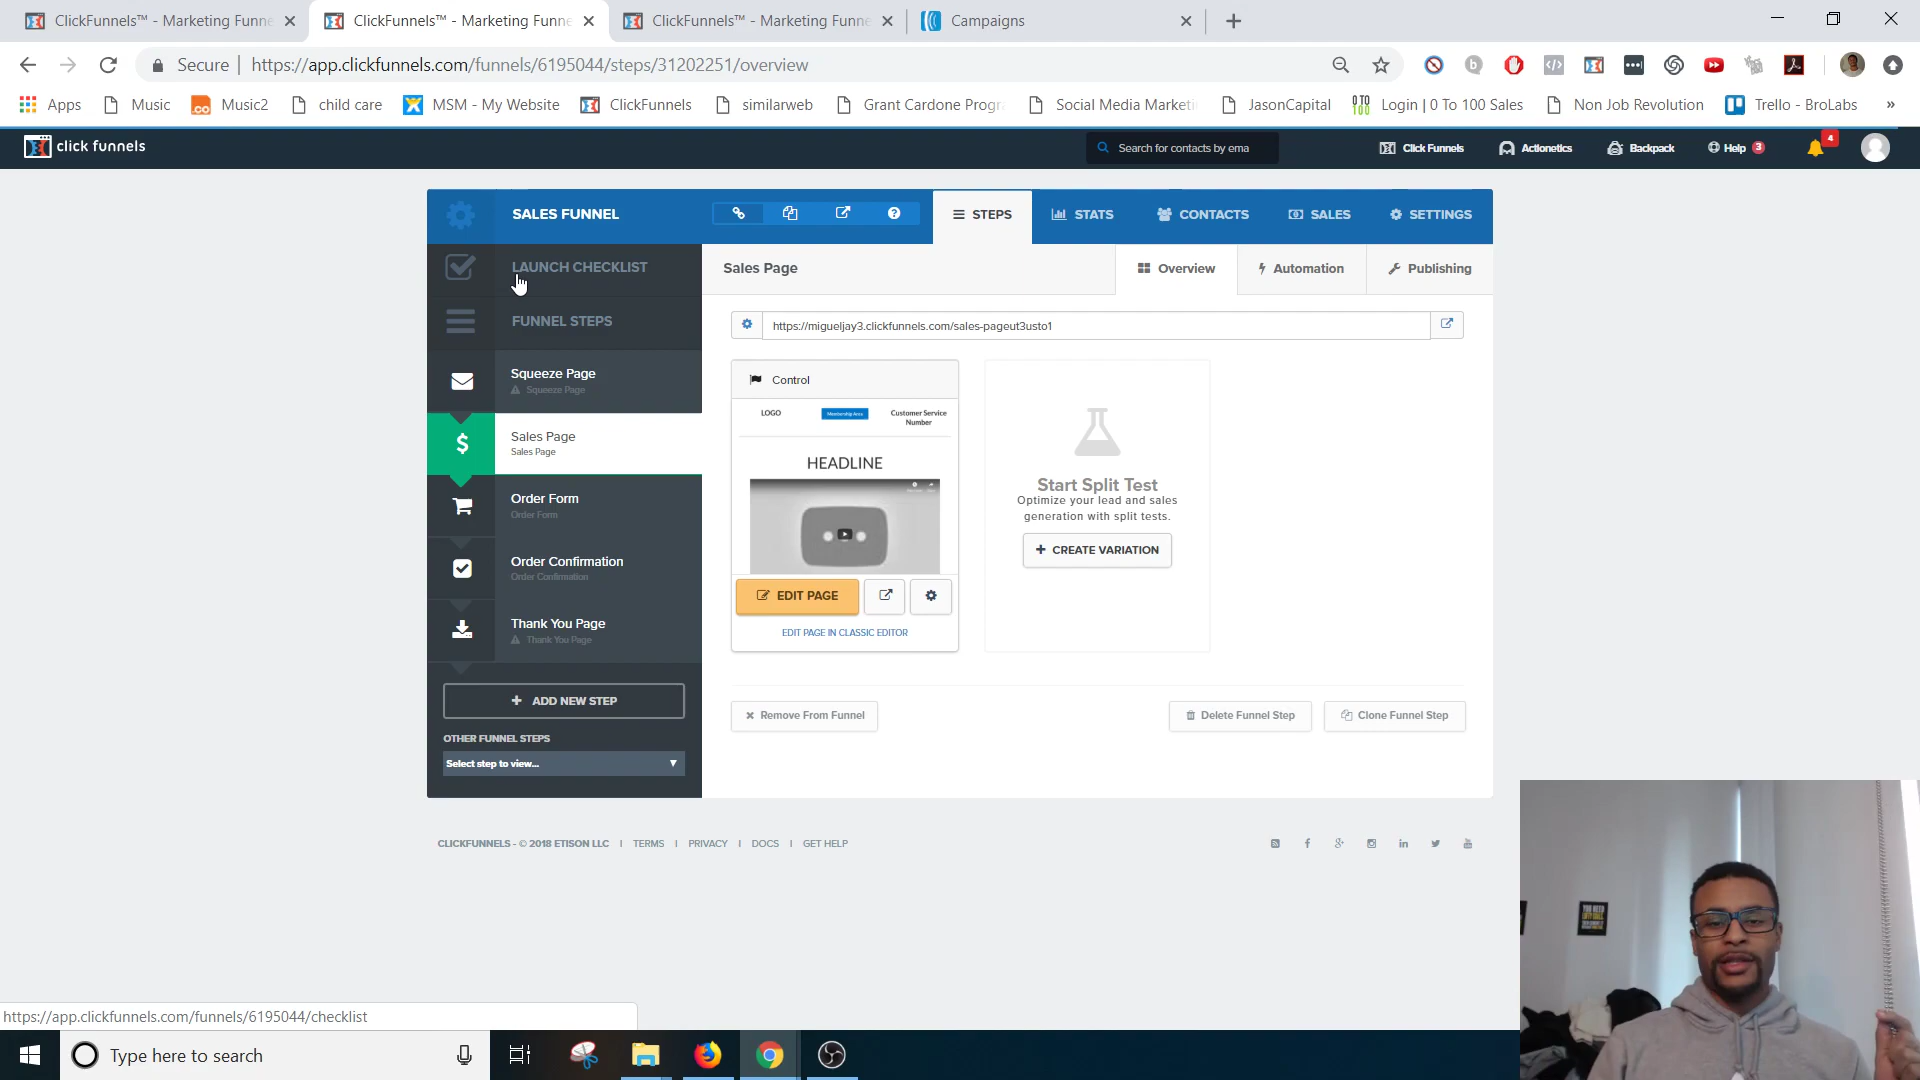 ClickFunnels™ - Marketing Funne
ClickFunnels™ - Marketing Funne
ClickFunnels™ - Marketing Funne
Campaigns
Secure
https://app.clickfunnels.com/funnels/6195044/steps/31202251/overview
Apps
Music
Music2
child care
MSM - My Website
ClickFunnels
similarweb
Grant Cardone Progra
Social Media Marketi
JasonCapital
Login | 0 To 100 Sales
Non Job Revolution
Trello - BroLabs
click funnels
Search for contacts by ema
Click Funnels
Actionetics
Backpack
Help 3
4
SALES FUNNEL
STEPS
STATS
CONTACTS
SALES
SETTINGS
LAUNCH CHECKLIST
FUNNEL STEPS
Sales Page
Overview
Automation
Publishing
https://migueljay3.clickfunnels.com/sales-pageut3usto1
Squeeze Page
Squeeze Page
Sales Page
Sales Page
Order Form
Order Form
Order Confirmation
Order Confirmation
Thank You Page
Thank You Page
+ ADD NEW STEP
OTHER FUNNEL STEPS
Select step to view...
Control
LOGO
Membership Area
Customer Service
Number
HEADLINE
EDIT PAGE
EDIT PAGE IN CLASSIC EDITOR
Start Split Test
Optimize your lead and sales
generation with split tests.
+ CREATE VARIATION
Remove From Funnel
Delete Funnel Step
Clone Funnel Step
CLICKFUNNELS - © 2018 ETISON LLC | TERMS | PRIVACY | DOCS | GET HELP
https://app.clickfunnels.com/funnels/6195044/checklist
Type here to search